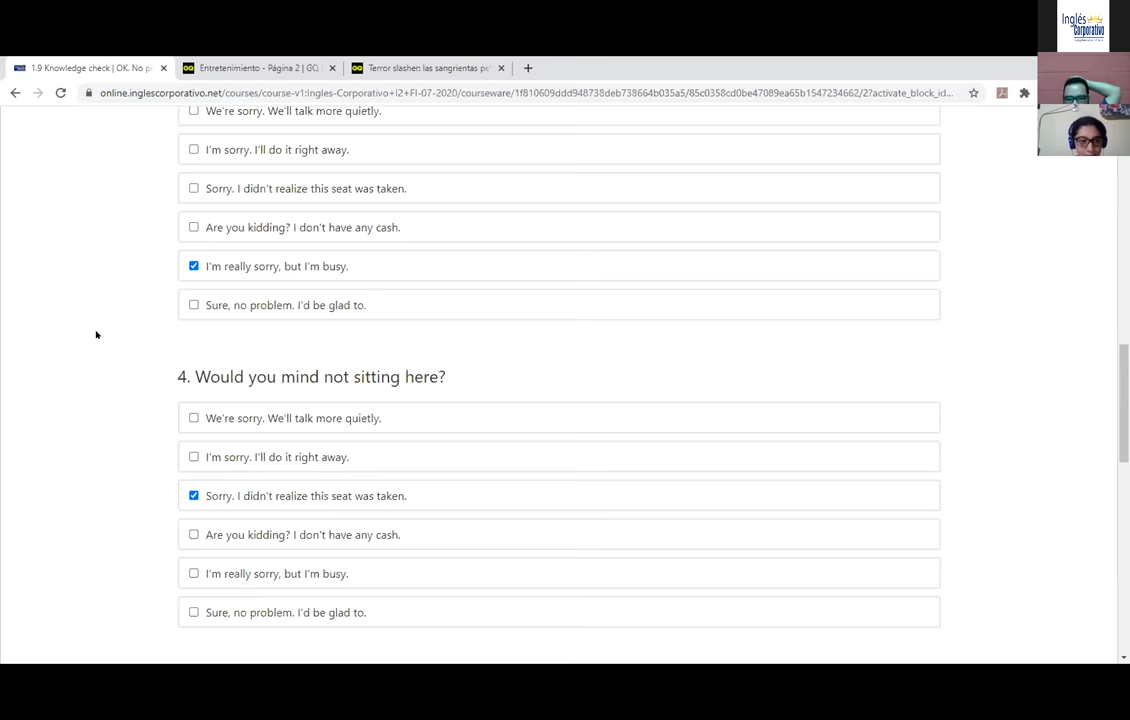 Inglés
Corporativo
1.9 Knowledge check | OK. No p
Entretenimiento - Página 2 | GQ
Terror slasher: las sangrientas pe
online.inglescorporativo.net/courses/course-v1:Ingles-Corporativo+I2+FI-07-2020/courseware/1f810609ddd948738deb738664b035a5/85c0358cd0be47089ea65b1547234662/2?activate_block_id...
We're sorry. We'll talk more quietly.
I'm sorry. I'll do it right away.
Sorry. I didn't realize this seat was taken.
Are you kidding? I don't have any cash.
I'm really sorry, but I'm busy.
Sure, no problem. I'd be glad to.
4. Would you mind not sitting here?
We're sorry. We'll talk more quietly.
I'm sorry. I'll do it right away.
Sorry. I didn't realize this seat was taken.
Are you kidding? I don't have any cash.
I'm really sorry, but I'm busy.
Sure, no problem. I'd be glad to.